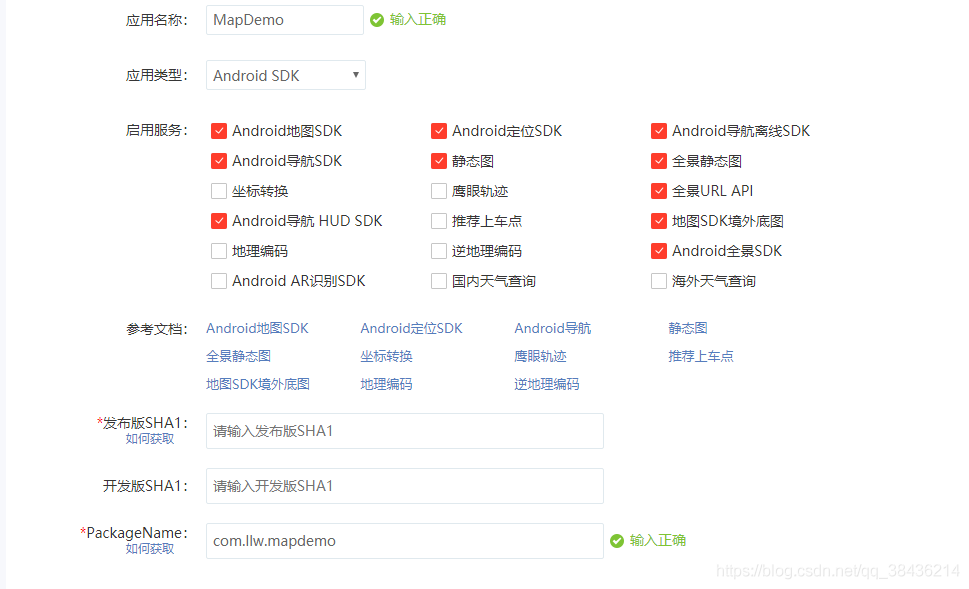 应用名称： MapDemo 输入正确
应用类型： Android SDK
启用服务： Android地图SDK Android定位SDK Android导航离线SDK
Android导航SDK 静态图 全景静态图
坐标转换 鹰眼轨迹 全景URL API
Android导航 HUD SDK 推荐上车点 地图SDK境外底图
地理编码 逆地理编码 Android全景SDK
Android AR识别SDK 国内天气查询 海外天气查询
参考文档： Android地图SDK Android定位SDK Android导航 静态图
全景静态图 坐标转换 鹰眼轨迹 推荐上车点
地图SDK境外底图 地理编码 逆地理编码
*发布版SHA1： 请输入发布版SHA1
如何获取
开发版SHA1： 请输入开发版SHA1
*PackageName： com.llw.mapdemo 输入正确
如何获取
https://blog.csdn.net/qq_38436214